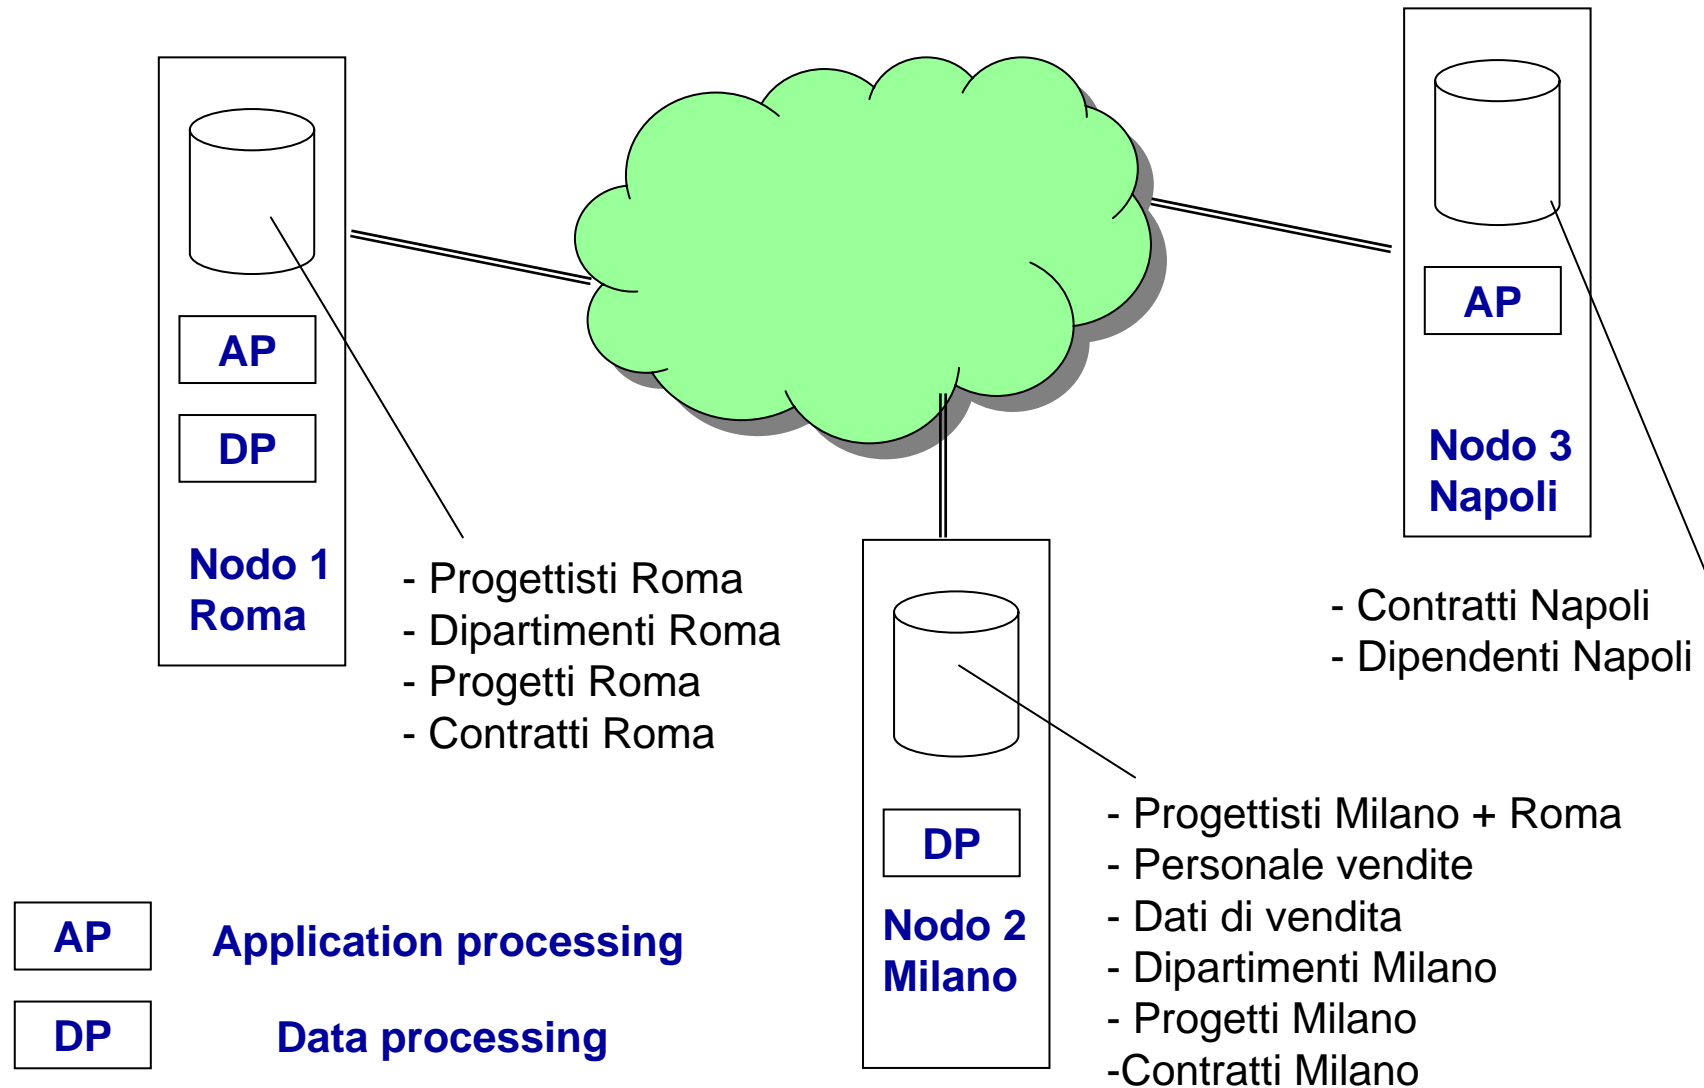 AP
DP
Nodo 1
Roma
- Progettisti Roma
- Dipartimenti Roma
- Progetti Roma
- Contratti Roma
AP
Nodo 3
Napoli
- Contratti Napoli
- Dipendenti Napoli
DP
Nodo 2
Milano
- Progettisti Milano + Roma
- Personale vendite
- Dati di vendita
- Dipartimenti Milano
- Progetti Milano
-Contratti Milano
AP Application processing
DP Data processing